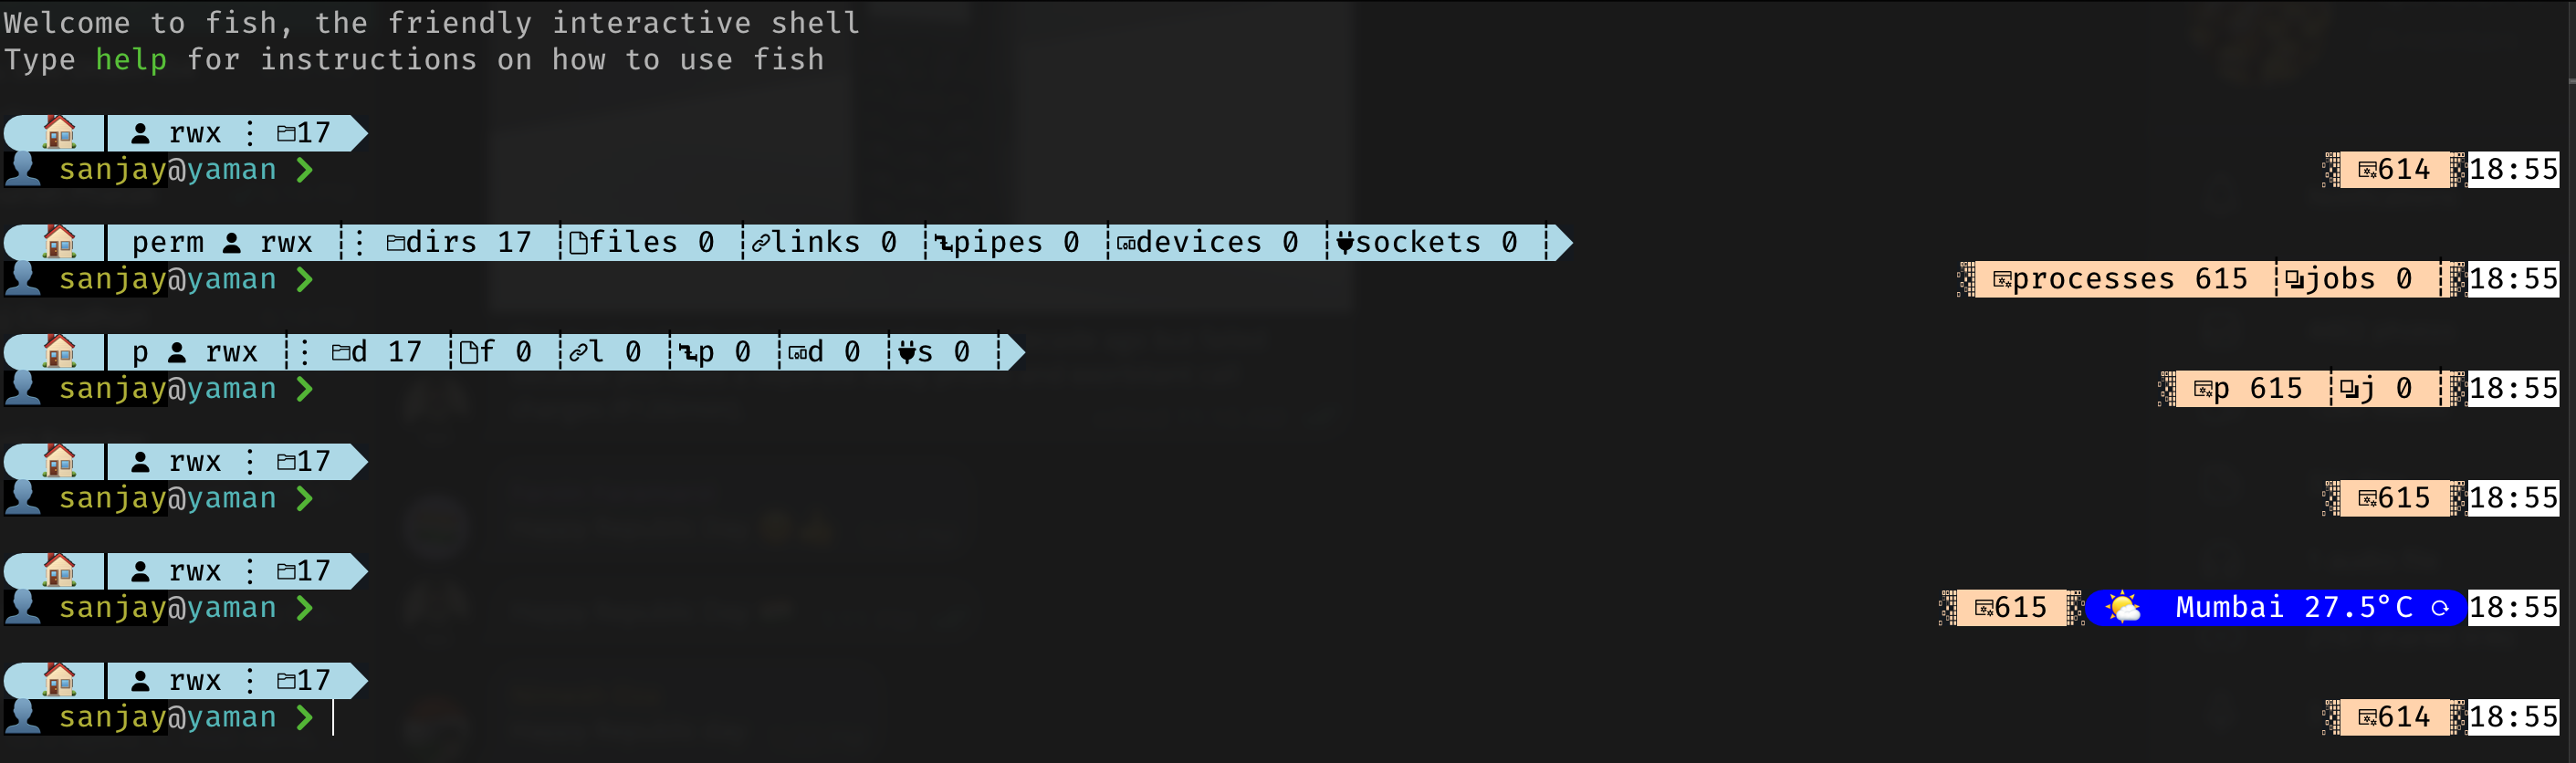 Welcome to fish, the friendly interactive shell
Type help for instructions on how to use fish
rwx ⋮ 17
sanjay@yaman ❯ 614 18:55
perm rwx ┊⋮ dirs 17 ┊files 0 ┊links 0 ┊pipes 0 ┊devices 0 ┊sockets 0 ┊
sanjay@yaman ❯ processes 615 ┊jobs 0 ┊18:55
p rwx ┊⋮ d 17 ┊f 0 ┊l 0 ┊p 0 ┊d 0 ┊s 0 ┊
sanjay@yaman ❯ p 615 ┊j 0 ┊18:55
rwx ⋮ 17
sanjay@yaman ❯ 615 18:55
rwx ⋮ 17
sanjay@yaman ❯ 615 Mumbai 27.5°C ⟳ 18:55
rwx ⋮ 17
sanjay@yaman ❯ 614 18:55